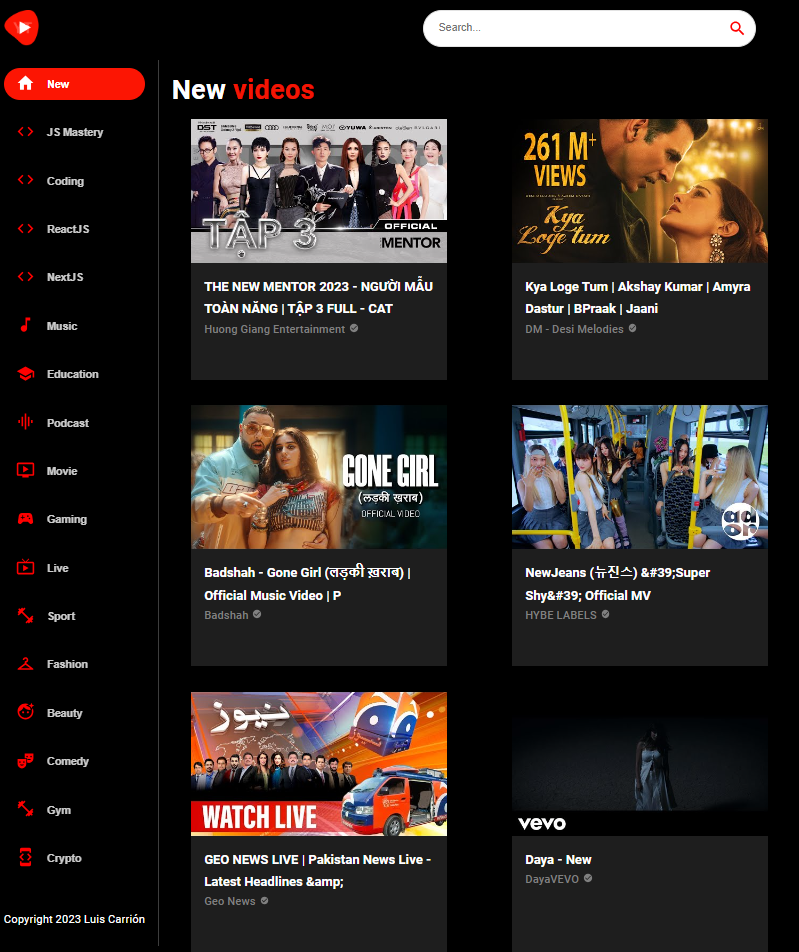 Search...
New
JS Mastery
Coding
ReactJS
NextJS
Music
Education
Podcast
Movie
Gaming
Live
Sport
Fashion
Beauty
Comedy
Gym
Crypto
Copyright 2023 Luis Carrión
New videos
DST
YUWA
BVLGARI
TẬP 3
OFFICIAL
MENTOR
THE NEW MENTOR 2023 - NGƯỜI MẪU
TOÀN NĂNG | TẬP 3 FULL - CAT
Huong Giang Entertainment
261 M+
VIEWS
Kya
Loge tum
Kya Loge Tum | Akshay Kumar | Amyra
Dastur | BPraak | Jaani
DM - Desi Melodies
GONE GIRL
(लड़की ख़राब)
OFFICIAL VIDEO
Badshah - Gone Girl (लड़की ख़राब) |
Official Music Video | P
Badshah
NewJeans (뉴진스) &#39;Super
Shy&#39; Official MV
HYBE LABELS
نیوز
WATCH LIVE
GEO NEWS LIVE | Pakistan News Live -
Latest Headlines &amp;
Geo News
vevo
Daya - New
DayaVEVO